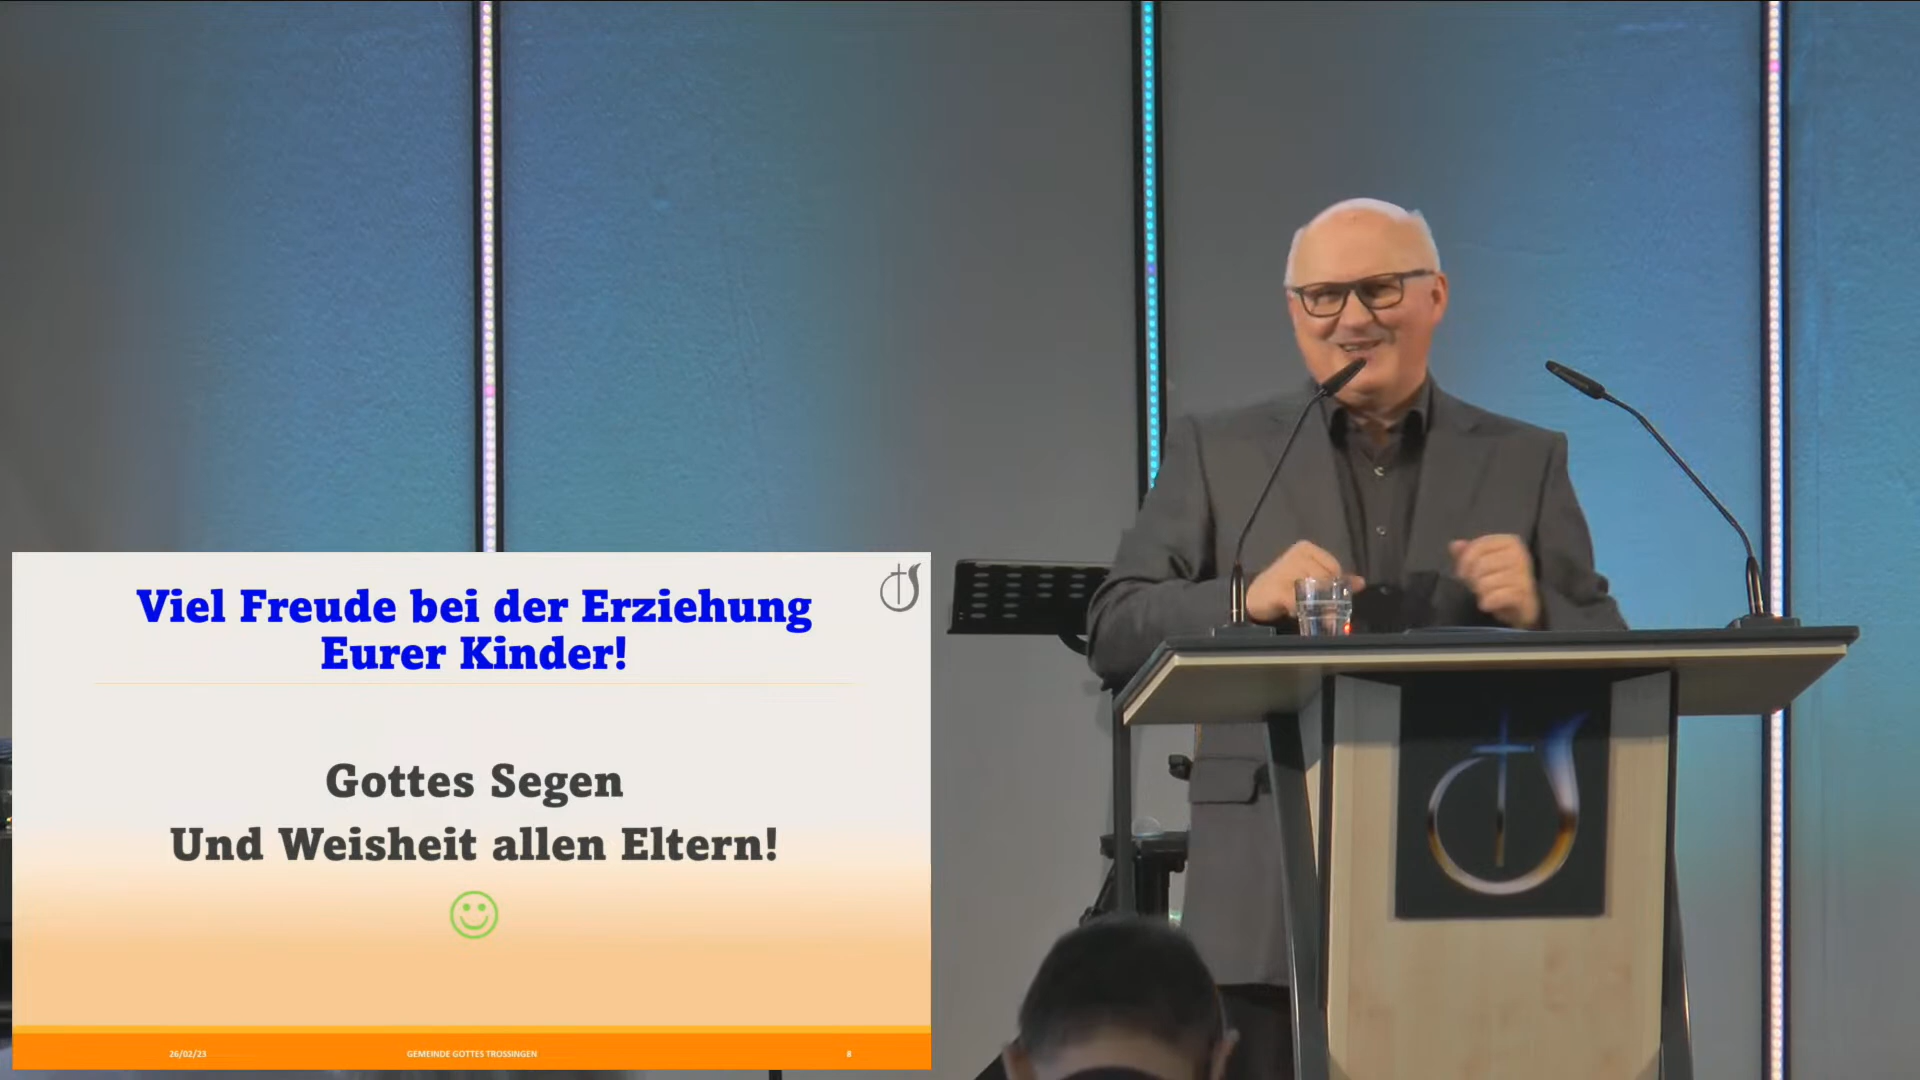 Viel Freude bei der Erziehung
Eurer Kinder!
Gottes Segen
Und Weisheit allen Eltern!
26/02/23
GEMEINDE GOTTES TROSSINGEN
8